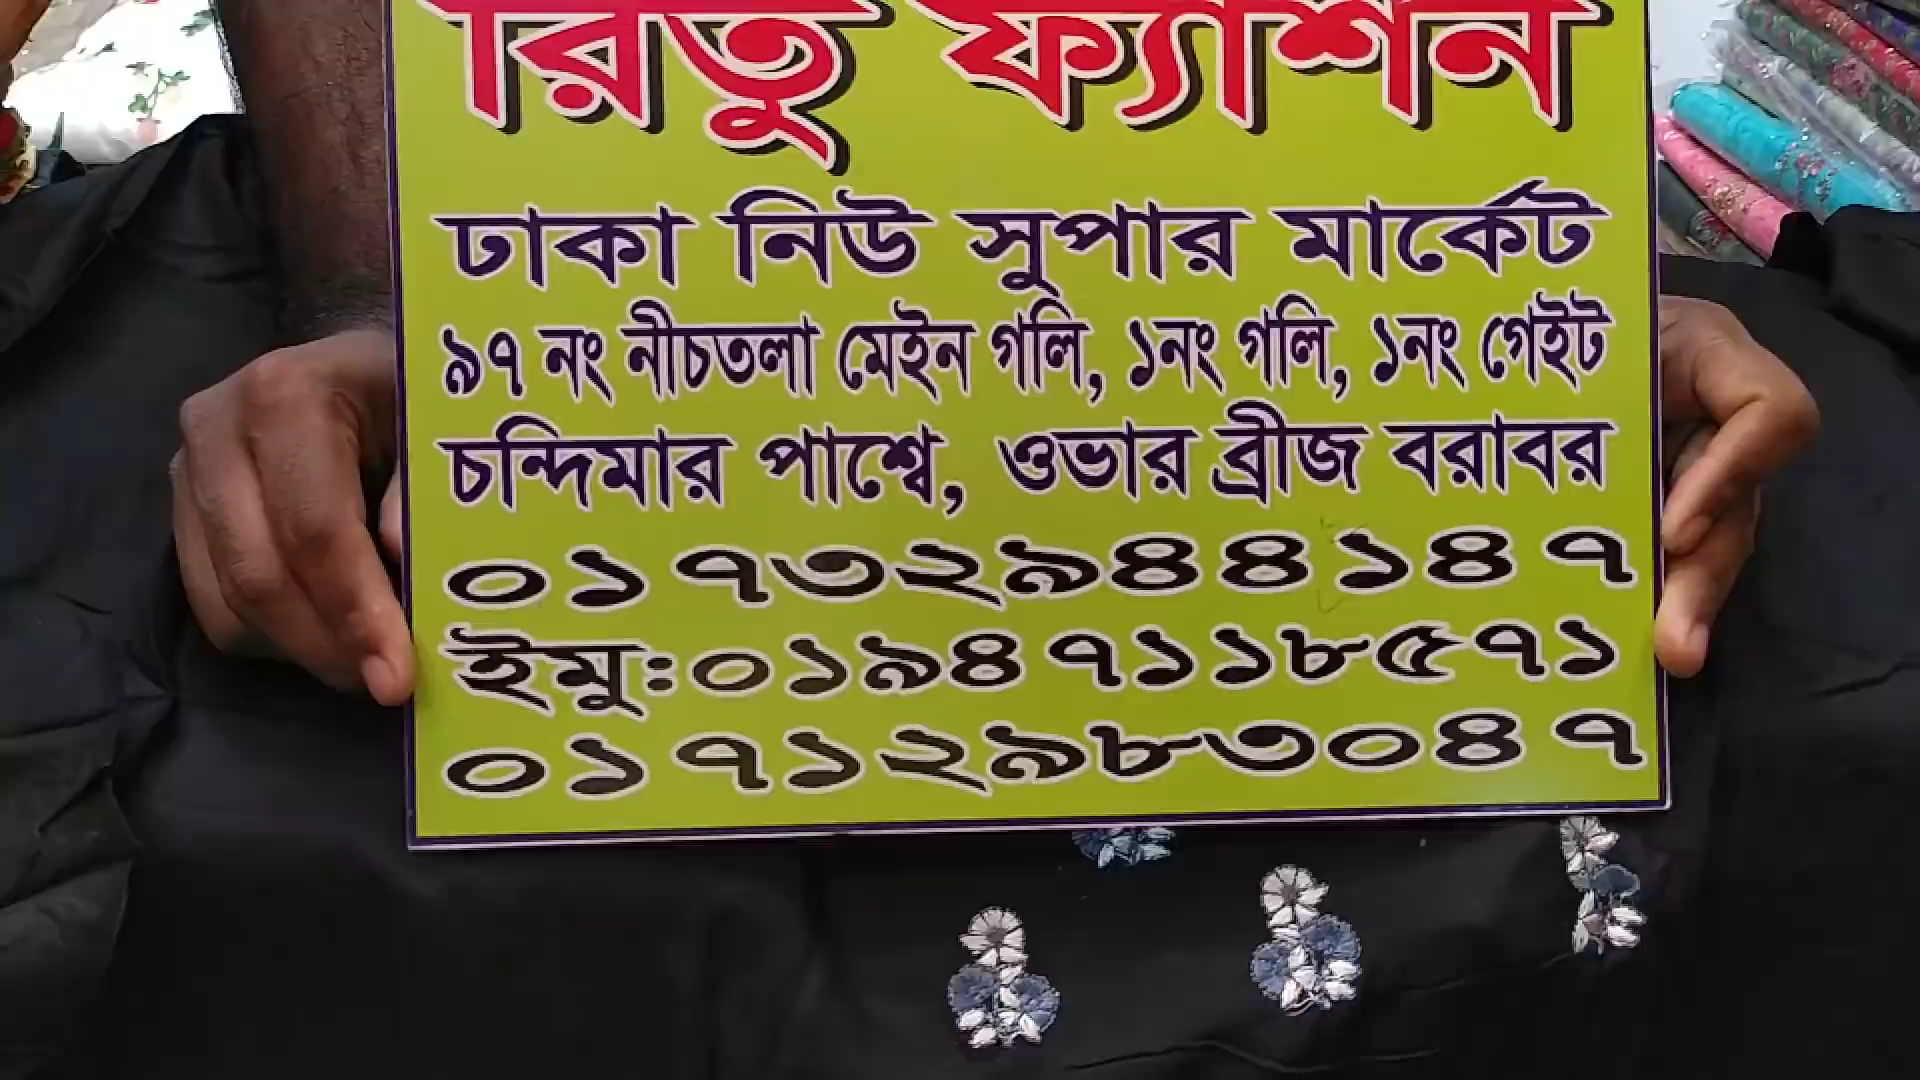 রিতু ফ্যাশন
ঢাকা নিউ সুপার মার্কেট
৯৭ নং নীচতলা মেইন গলি, ১নং গলি, ১নং গেইট
চন্দিমার পাশ্বে, ওভার ব্রীজ বরাবর
০১৭৩২৯৪৪১৪৭
ইমু:০১৯৪৭১১৮৫৭১
০১৭১২৯৮৩০৪৭